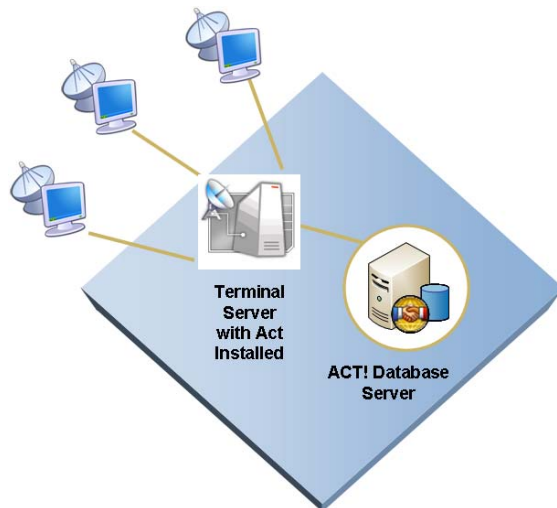 Terminal
Server
with Act
Installed
ACT! Database
Server